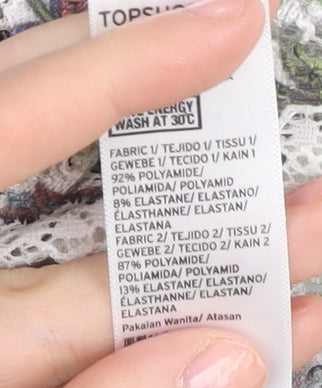 TOPSHO
ENERGY
WASH AT 30C
FABRIC 1/ TEJIDO 1/ TISSU 1/
GEWEBE 1/ TECIDO 1/ KAIN 1
92% POLYAMIDE/
POLIAMIDA/ POLYAMID
8% ELASTANE/ ELASTANO/
ÉLASTHANNE/ ELASTAN/
ELASTANA
FABRIC 2/ TEJIDO 2/ TISSU 2/
GEWEBE 2/ TECIDO 2/ KAIN 2
87% POLYAMIDE/
POLIAMIDA/ POLYAMID
13% ELASTANE/ ELASTANO/
ÉLASTHANNE/ ELASTAN/
ELASTANA
Pakaian Wanita/ Atasan